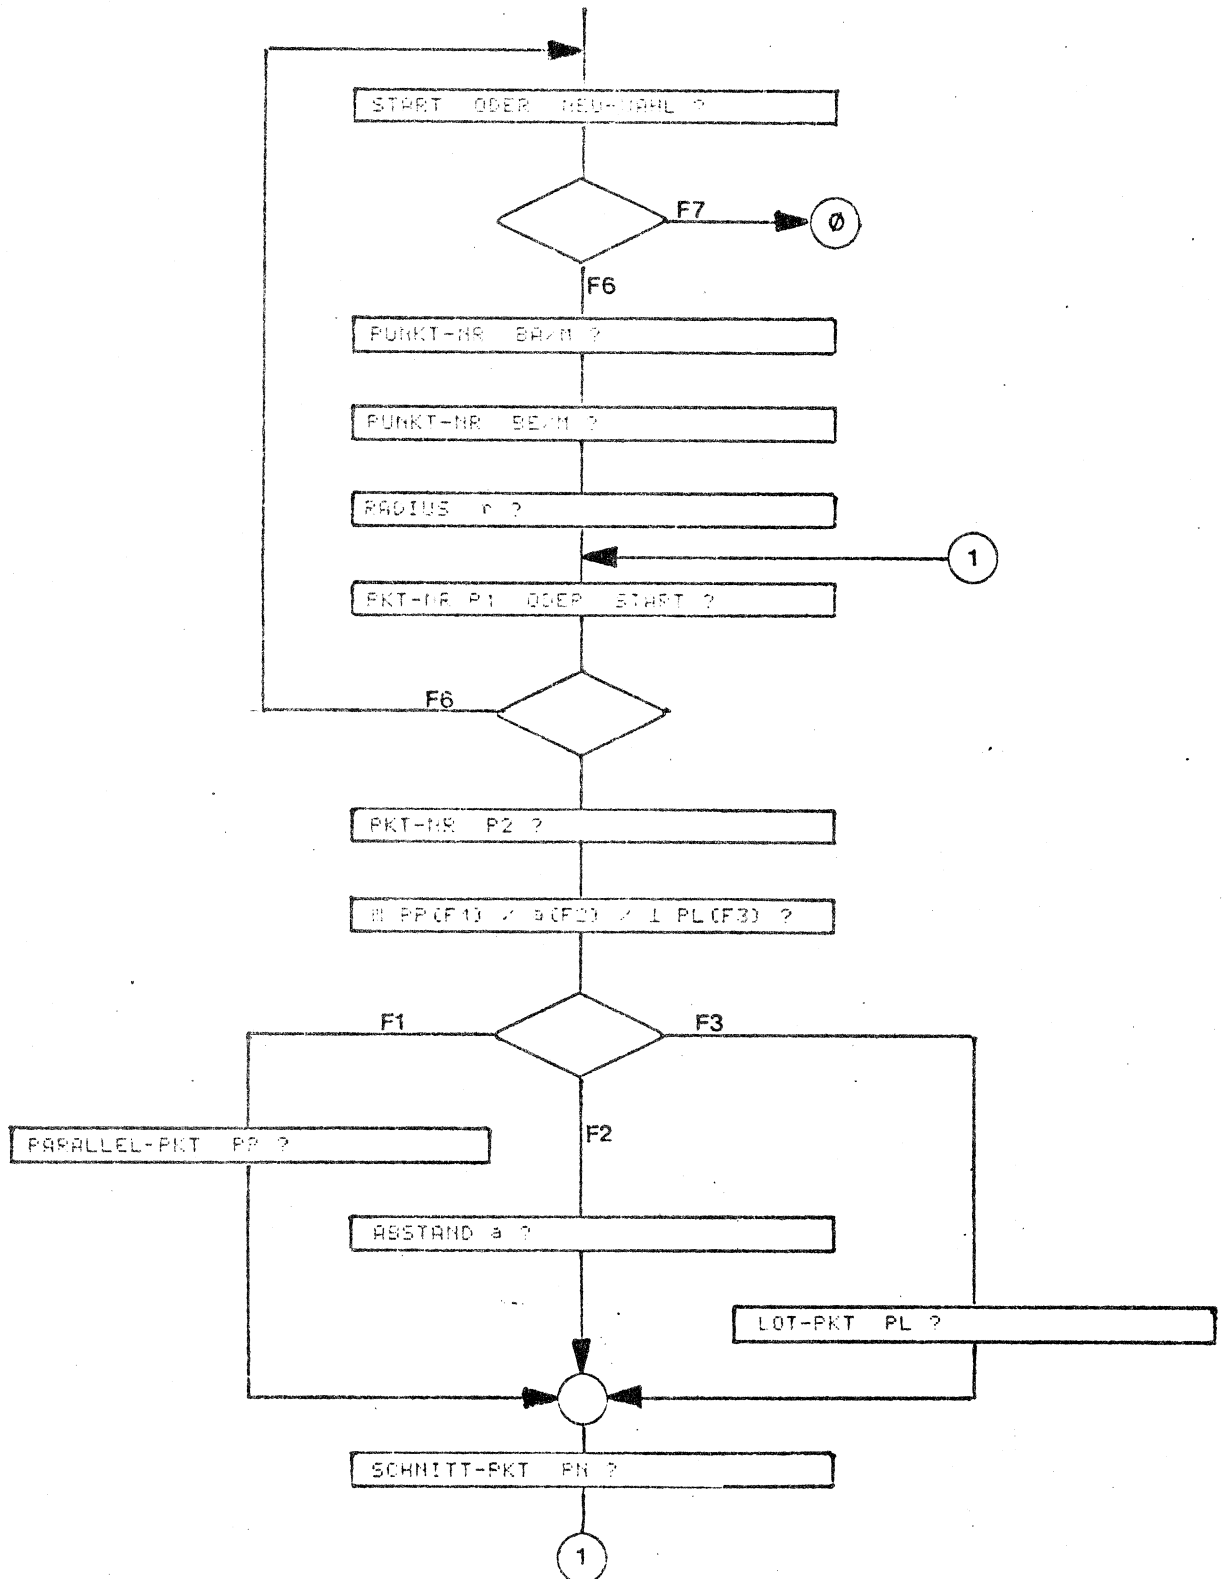 START ODER NEU-WAHL ?
F7
Ø
F6
PUNKT-NR BA/M ?
PUNKT-NR BE/M ?
RADIUS r ?
1
PKT-NR P1 ODER START ?
F6
PKT-NR P2 ?
PP(F1) / a(F2) / ⊥ PL(F3) ?
F1
F3
F2
PARALLEL-PKT PP ?
ABSTAND a ?
LOT-PKT PL ?
SCHNITT-PKT PN ?
1